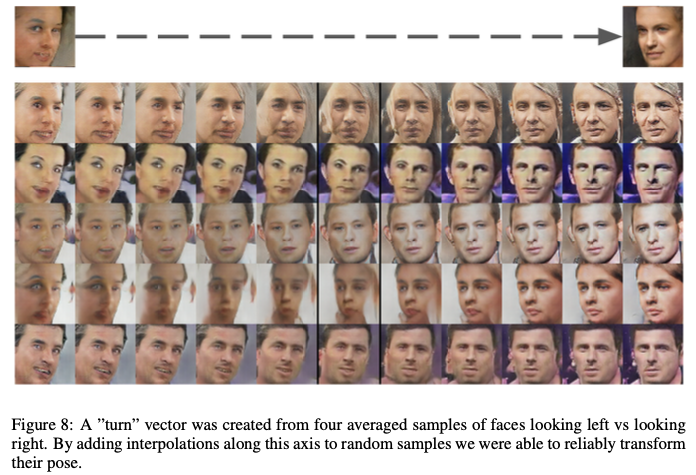 Figure 8: A ”turn” vector was created from four averaged samples of faces looking left vs looking
right. By adding interpolations along this axis to random samples we were able to reliably transform
their pose.